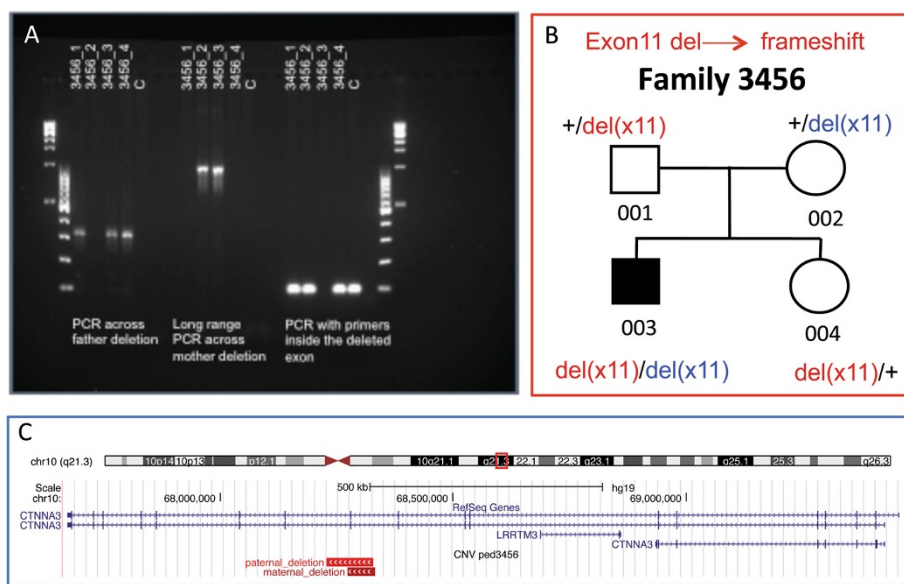 A
3456_1
3456_2
3456_3
3456_4
C
3456_1
3456_2
3456_3
3456_4
C
3456_1
3456_2
3456_3
3456_4
C
PCR across
father deletion
Long range
PCR across
mother deletion
PCR with primers
inside the deleted
exon
B
Exon11 del → frameshift
Family 3456
+/del(x11) +/del(x11)
001
002
003
004
del(x11)/del(x11) del(x11)/+
C
chr10 (q21.3) 10p14 10p13 p12.1 10q21.1 q21.3 22.1 22.3 q23.1 q25.1 25.3 q26.3
Scale 500 kb hg19
chr10: 68,000,000 68,500,000 69,000,000
RefSeq Genes
CTNNA3
CTNNA3
LRRTM3
CTNNA3
CNV ped3456
paternal_deletion
maternal_deletion